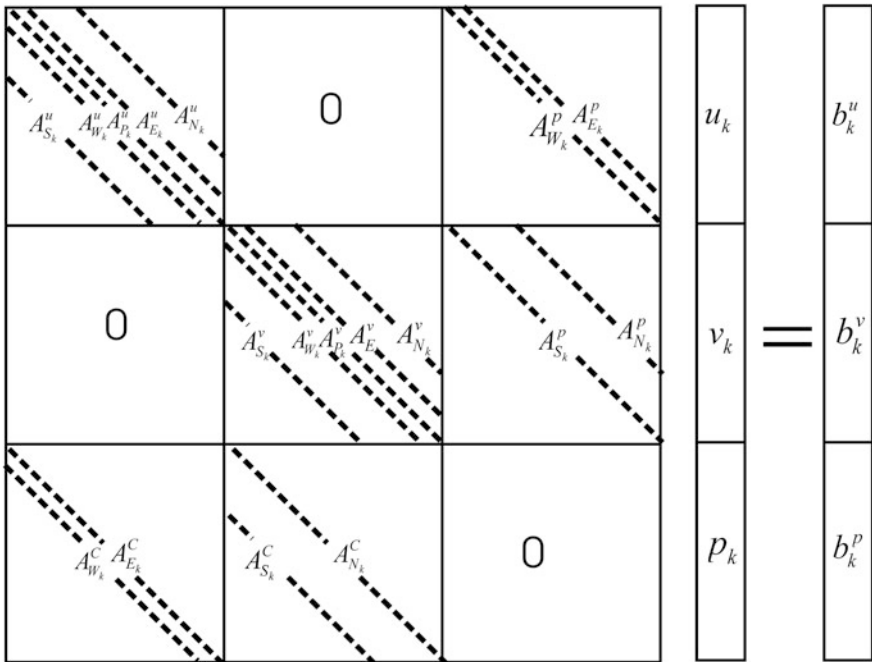 A^u_{S_k} A^u_{W_k} A^u_{P_k} A^u_{E_k} A^u_{N_k} 0 A^p_{W_k} A^p_{E_k} u_k b^u_k
0 A^v_{S_k} A^v_{W_k} A^v_{P_k} A^v_{E} A^v_{N_k} A^p_{S_k} A^p_{N_k} v_k = b^v_k
A^C_{W_k} A^C_{E_k} A^C_{S_k} A^C_{N_k} 0 p_k b^p_k